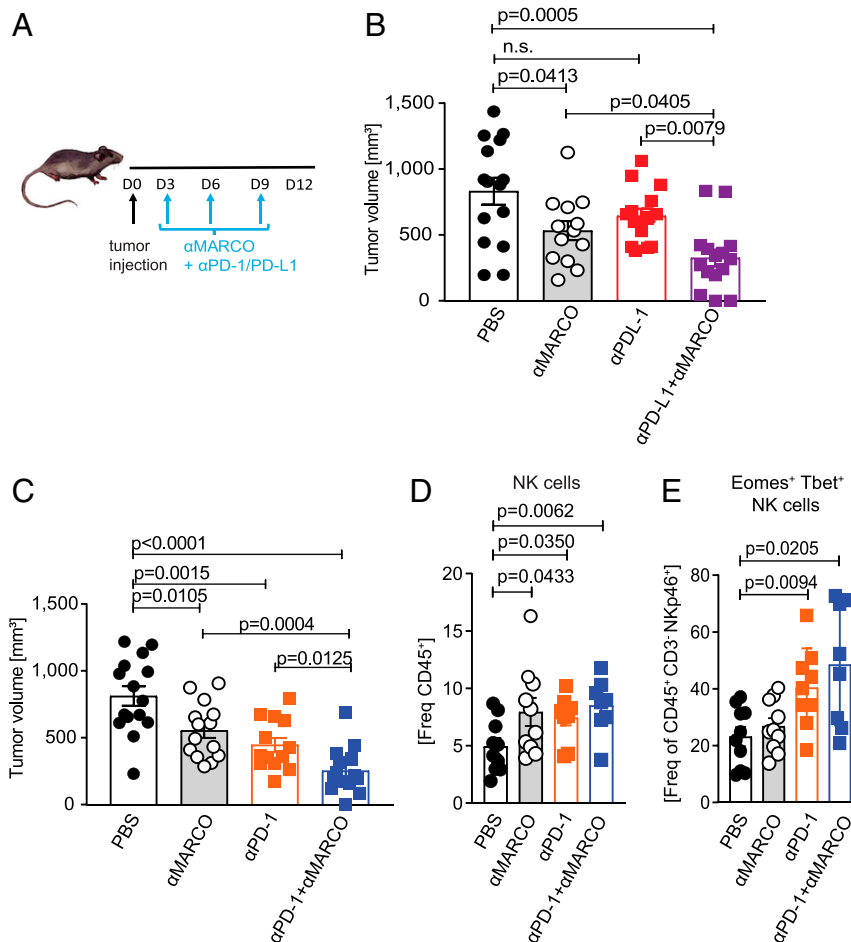 A
D0 D3 D6 D9 D12
tumor
injection
αMARCO
+ αPD-1/PD-L1
B
p=0.0005
n.s.
p=0.0413
p=0.0405
p=0.0079
Tumor volume [mm³]
1,500
1,000
500
0
PBS
αMARCO
αPDL-1
αPD-L1+αMARCO
C
p<0.0001
p=0.0015
p=0.0105
p=0.0004
p=0.0125
Tumor volume [mm³]
1,500
1,000
500
0
PBS
αMARCO
αPD-1
αPD-1+αMARCO
D
NK cells
p=0.0062
p=0.0350
p=0.0433
[Freq CD45⁺]
20
15
10
5
0
PBS
αMARCO
αPD-1
αPD-1+αMARCO
E
Eomes⁺ Tbet⁺
NK cells
p=0.0205
p=0.0094
[Freq of CD45⁺ CD3⁻ NKp46⁺]
80
60
40
20
0
PBS
αMARCO
αPD-1
αPD-1+αMARCO